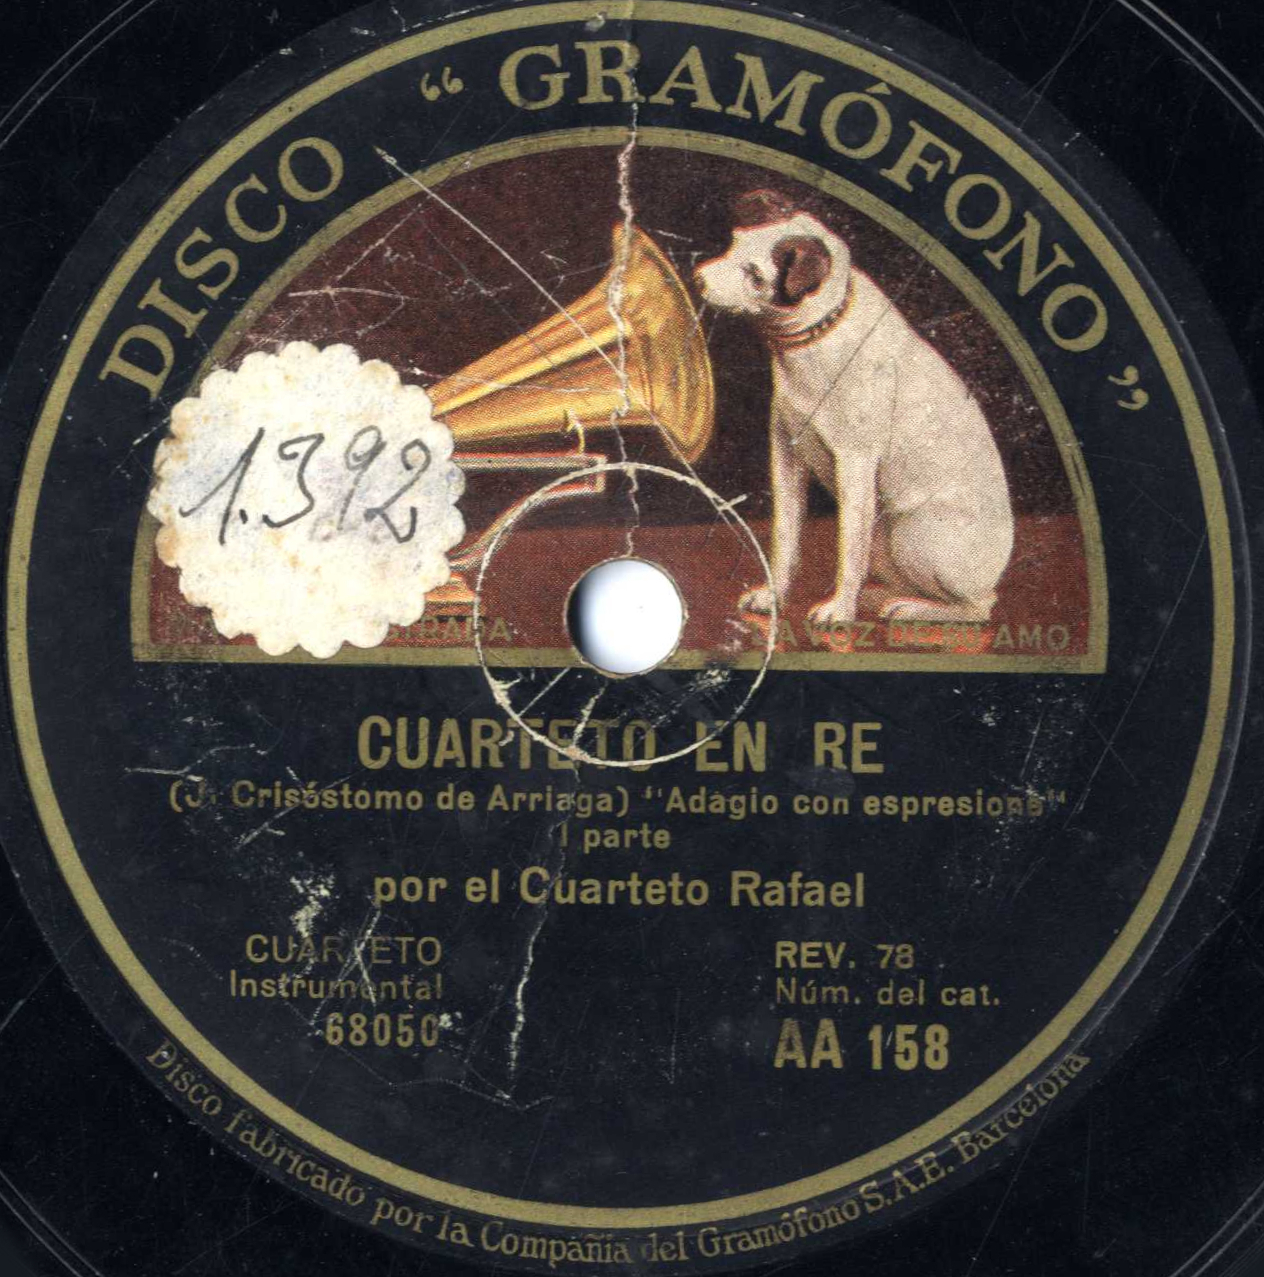 DISCO “GRAMÓFONO”
1.392
LA VOZ DE SU AMO
CUARTETO EN RE
(J. Crisóstomo de Arriaga) “Adagio con espresione”
I parte
por el Cuarteto Rafael
CUARTETO
Instrumental
68050
REV. 78
Núm. del cat.
AA 158
Disco fabricado por la Compañia del Gramófono S.A.E. Barcelona